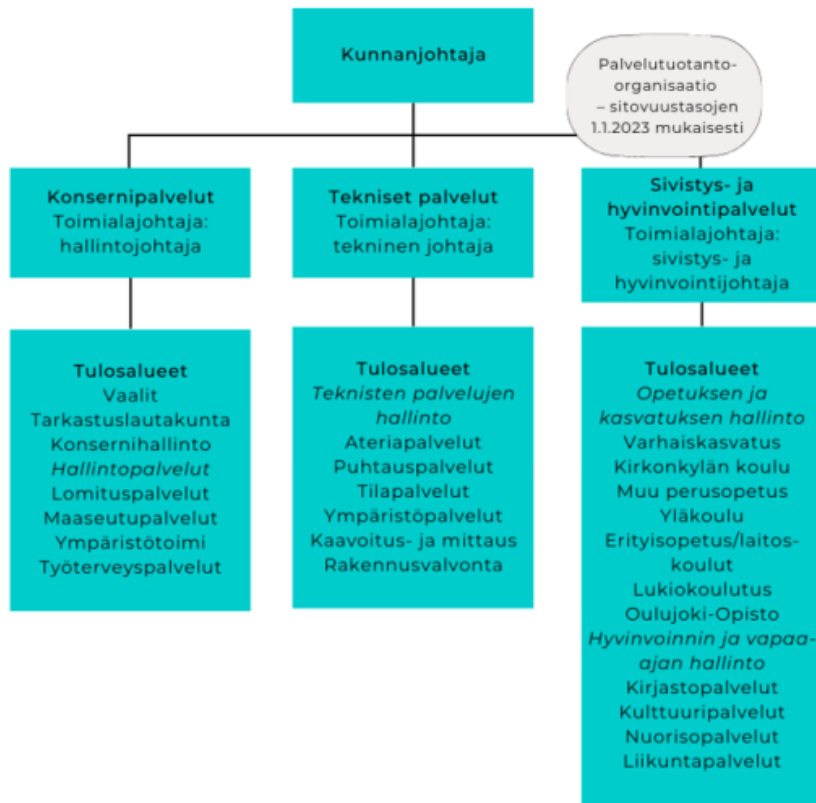 Kunnanjohtaja
Palvelutuotanto-
organisaatio
– sitovuustasojen
1.1.2023 mukaisesti
Konsernipalvelut
Toimialajohtaja:
hallintojohtaja
Tekniset palvelut
Toimialajohtaja:
tekninen johtaja
Sivistys- ja
hyvinvointipalvelut
Toimialajohtaja:
sivistys- ja
hyvinvointijohtaja
Tulosalueet
Vaalit
Tarkastuslautakunta
Konsernihallinto
Hallintopalvelut
Lomituspalvelut
Maaseutupalvelut
Ympäristötoimi
Työterveyspalvelut
Tulosalueet
Teknisten palvelujen
hallinto
Ateriapalvelut
Puhtauspalvelut
Tilapalvelut
Ympäristöpalvelut
Kaavoitus- ja mittaus
Rakennusvalvonta
Tulosalueet
Opetuksen ja
kasvatuksen hallinto
Varhaiskasvatus
Kirkonkylän koulu
Muu perusopetus
Yläkoulu
Erityisopetus/laitos-
koulut
Lukiokoulutus
Oulujoki-Opisto
Hyvinvoinnin ja vapaa-
ajan hallinto
Kirjastopalvelut
Kulttuuripalvelut
Nuorisopalvelut
Liikuntapalvelut